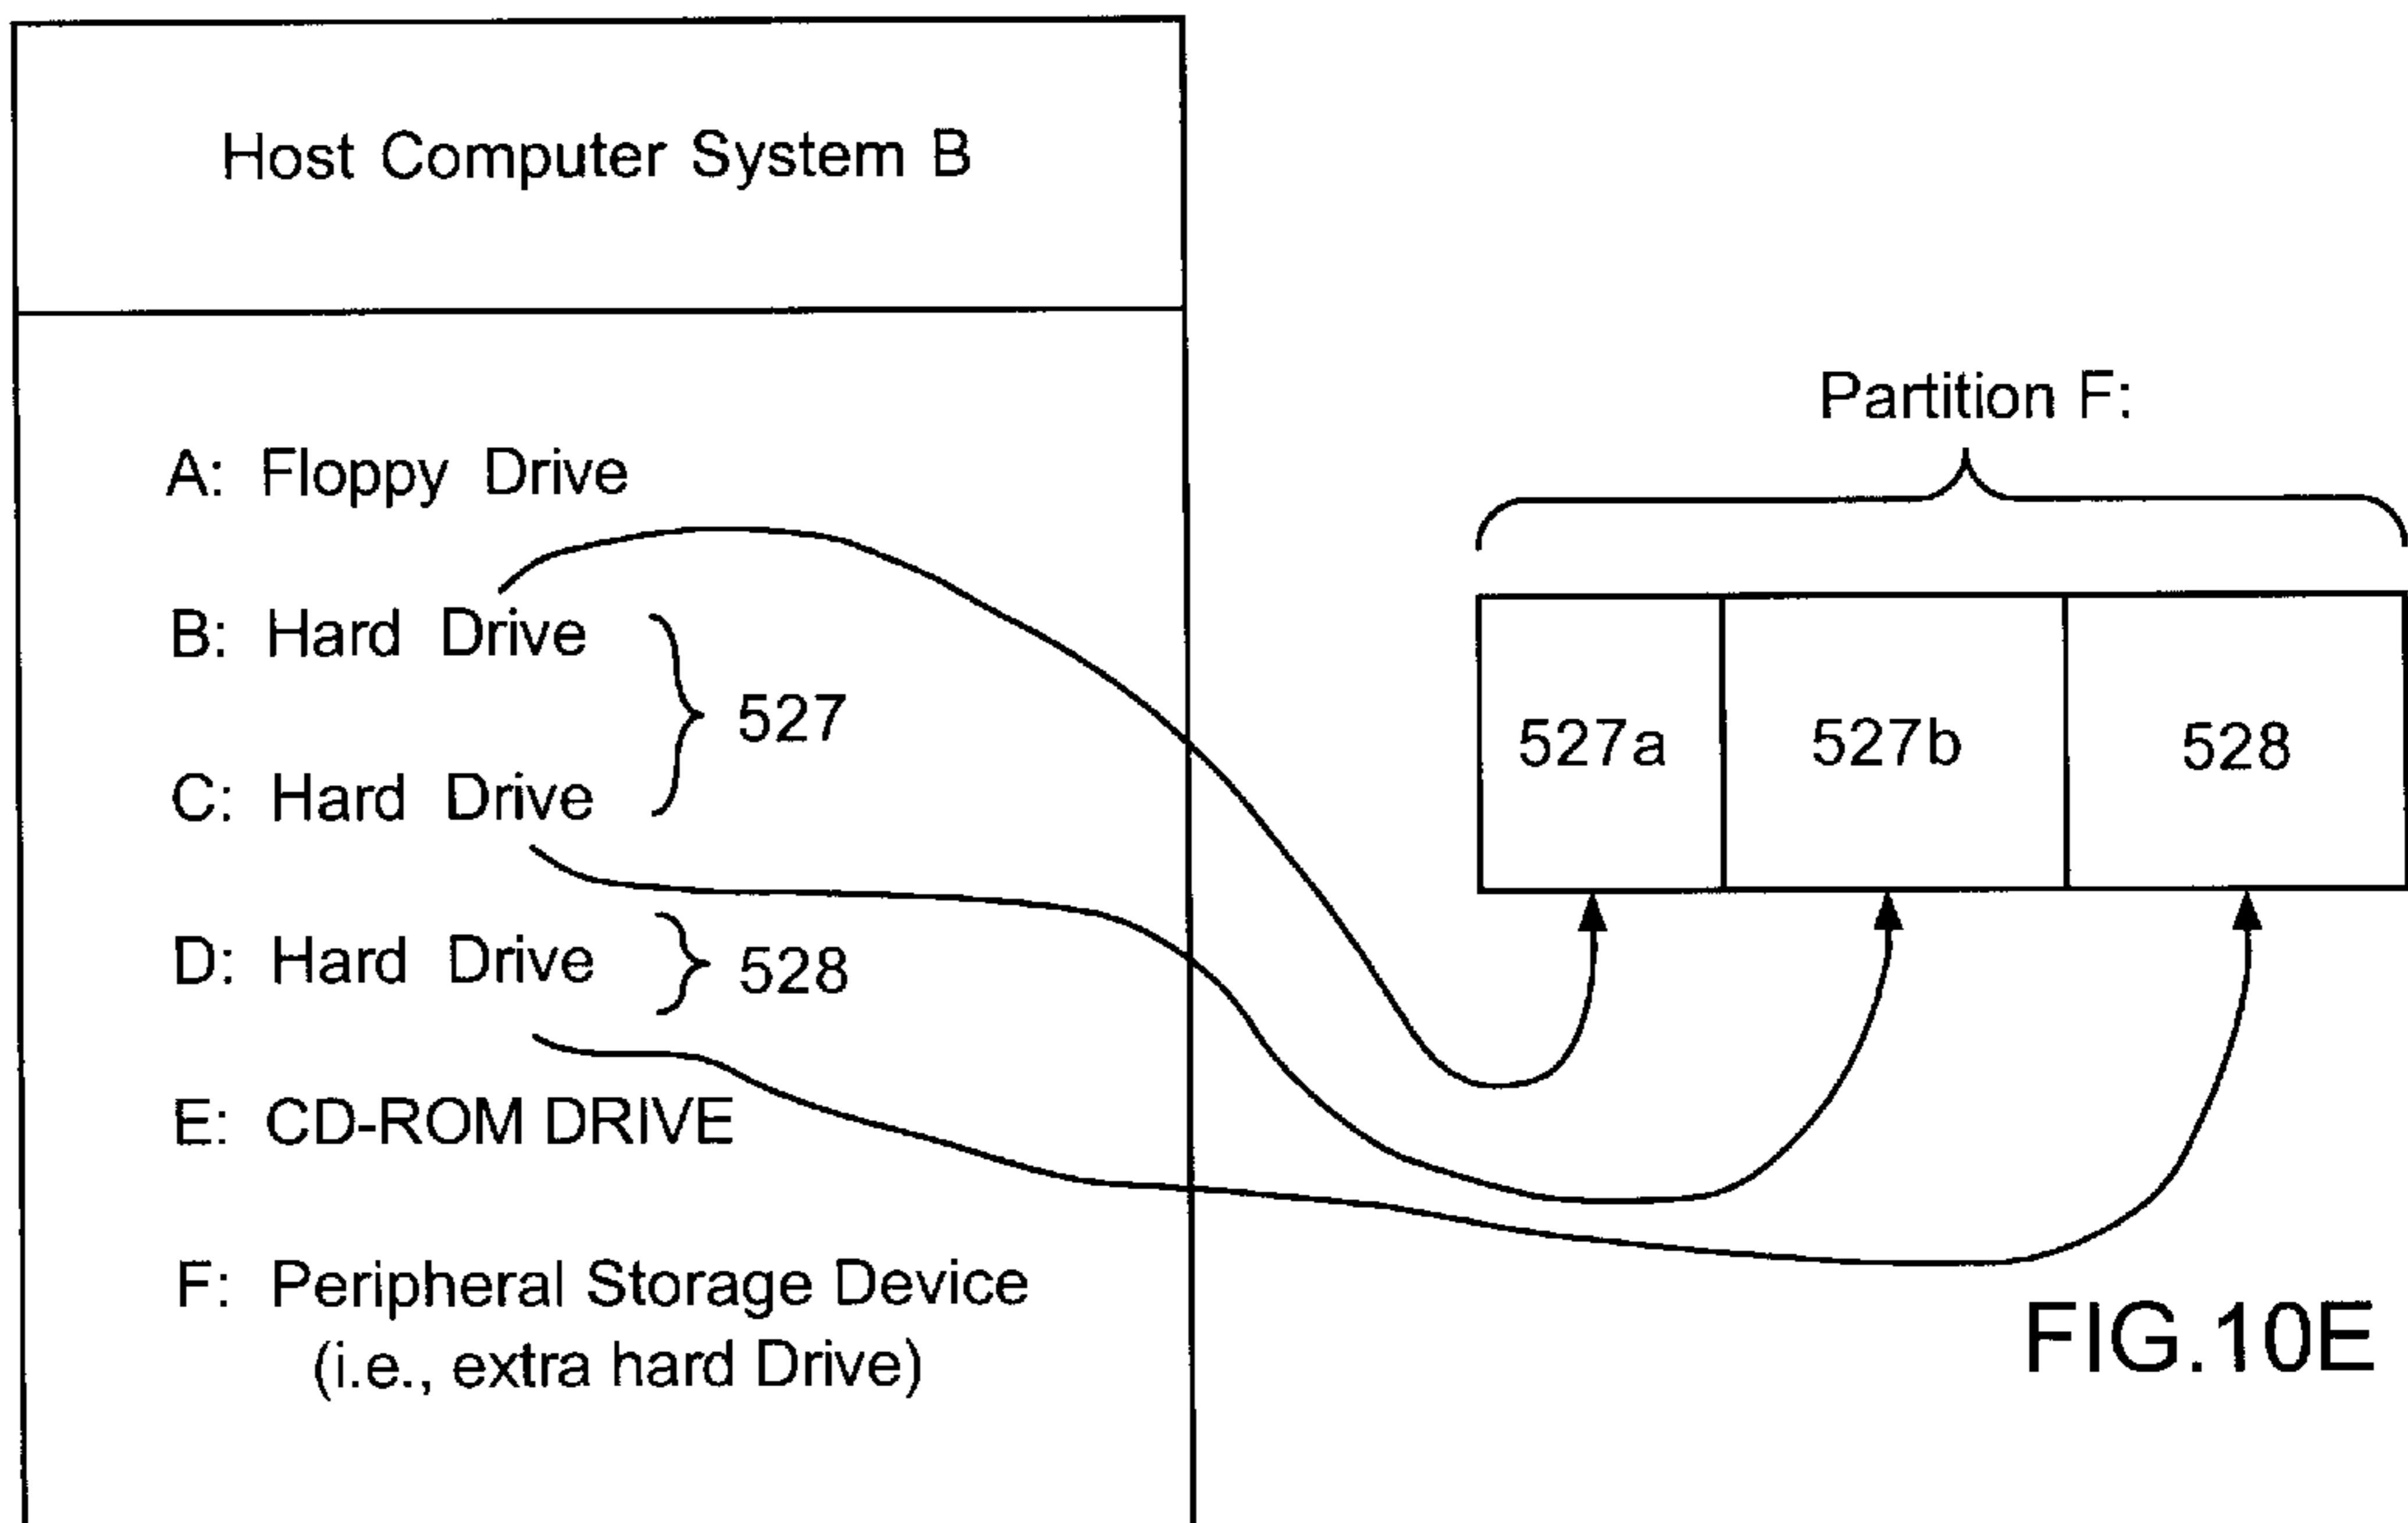 Host Computer System B
A: Floppy Drive
B: Hard Drive
527
C: Hard Drive
D: Hard Drive
528
E: CD-ROM DRIVE
F: Peripheral Storage Device
(i.e., extra hard Drive)
Partition F:
527a
527b
528
FIG.10E